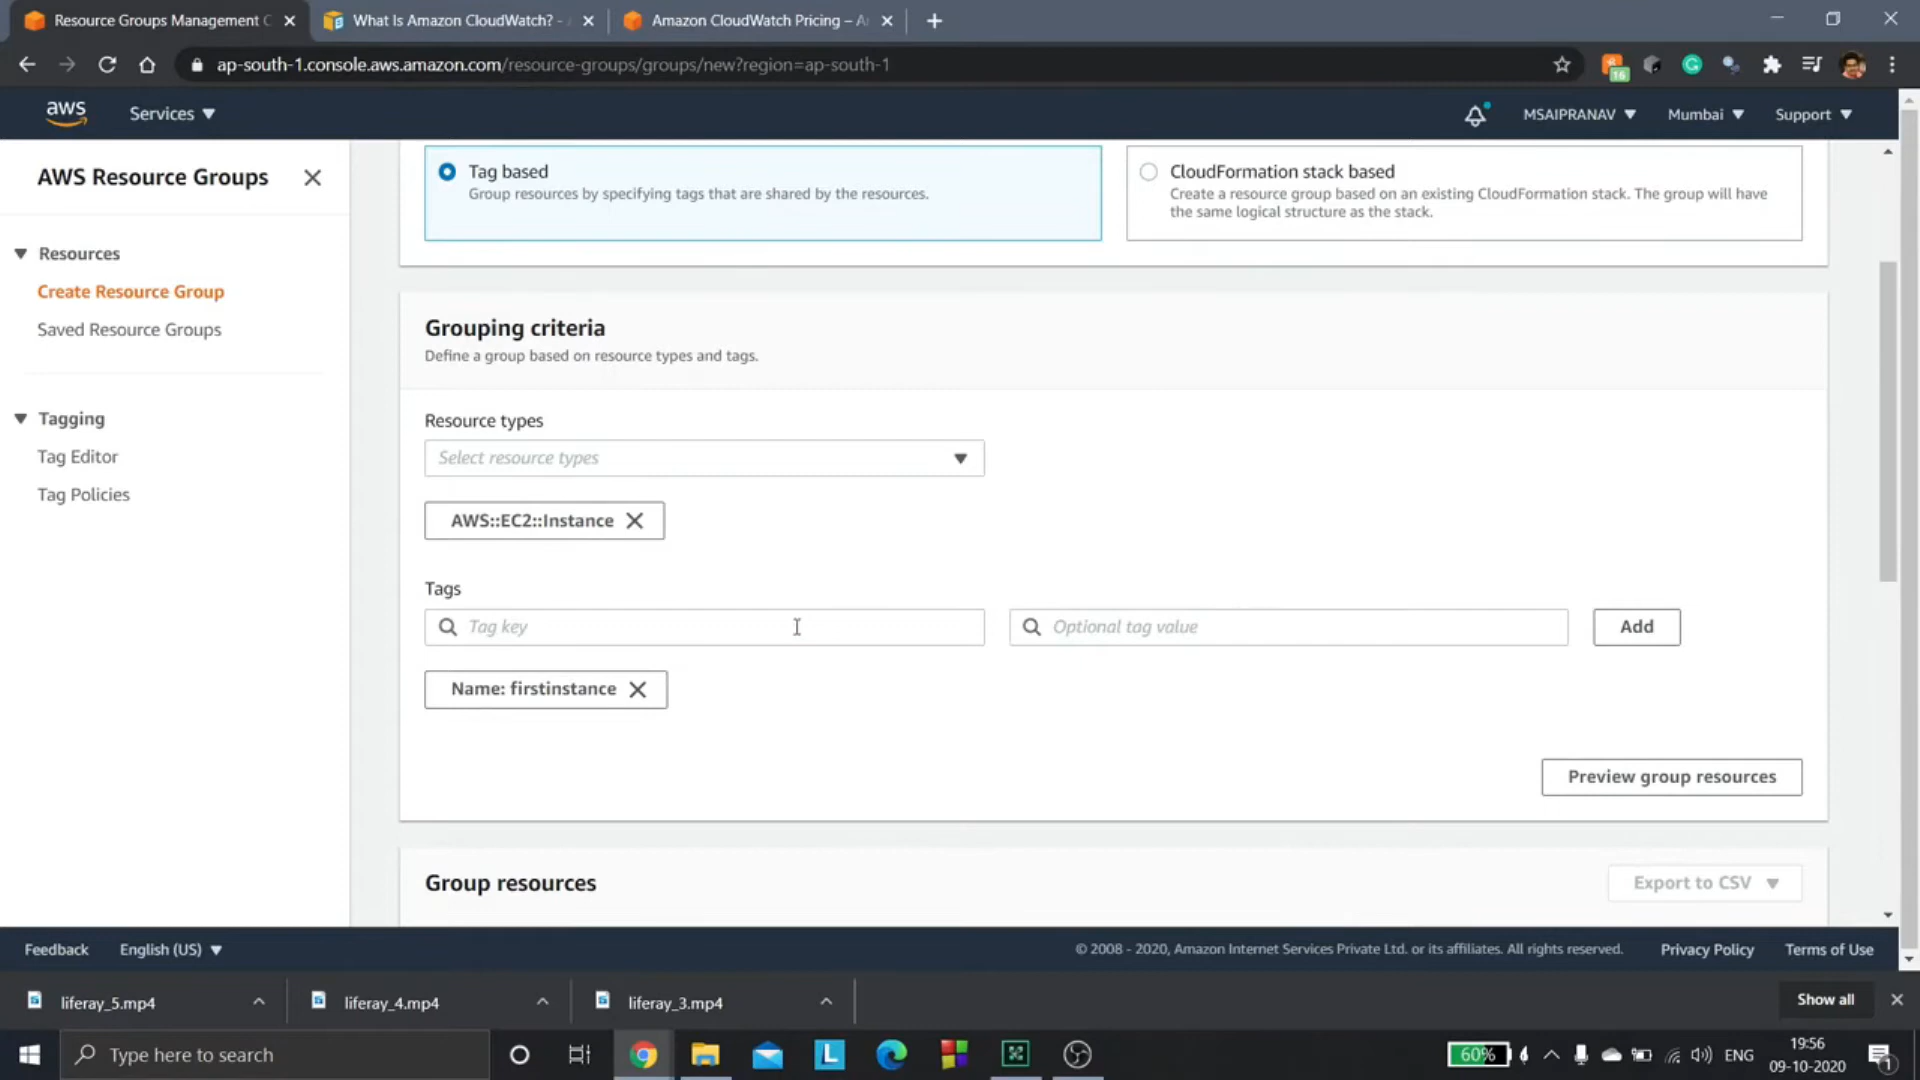 Resource Groups Management C
What Is Amazon CloudWatch? -
Amazon CloudWatch Pricing – A
ap-south-1.console.aws.amazon.com/resource-groups/groups/new?region=ap-south-1
16
aws
Services
MSAIPRANAV
Mumbai
Support
AWS Resource Groups
Resources
Create Resource Group
Saved Resource Groups
Tagging
Tag Editor
Tag Policies
Tag based
Group resources by specifying tags that are shared by the resources.
CloudFormation stack based
Create a resource group based on an existing CloudFormation stack. The group will have
the same logical structure as the stack.
Grouping criteria
Define a group based on resource types and tags.
Resource types
Select resource types
AWS::EC2::Instance
Tags
Tag key
Optional tag value
Add
Name: firstinstance
Preview group resources
Group resources
Export to CSV
Feedback
English (US)
© 2008 - 2020, Amazon Internet Services Private Ltd. or its affiliates. All rights reserved.
Privacy Policy
Terms of Use
liferay_5.mp4
liferay_4.mp4
liferay_3.mp4
Show all
Type here to search
L
60%
ENG
19:56
09-10-2020
1